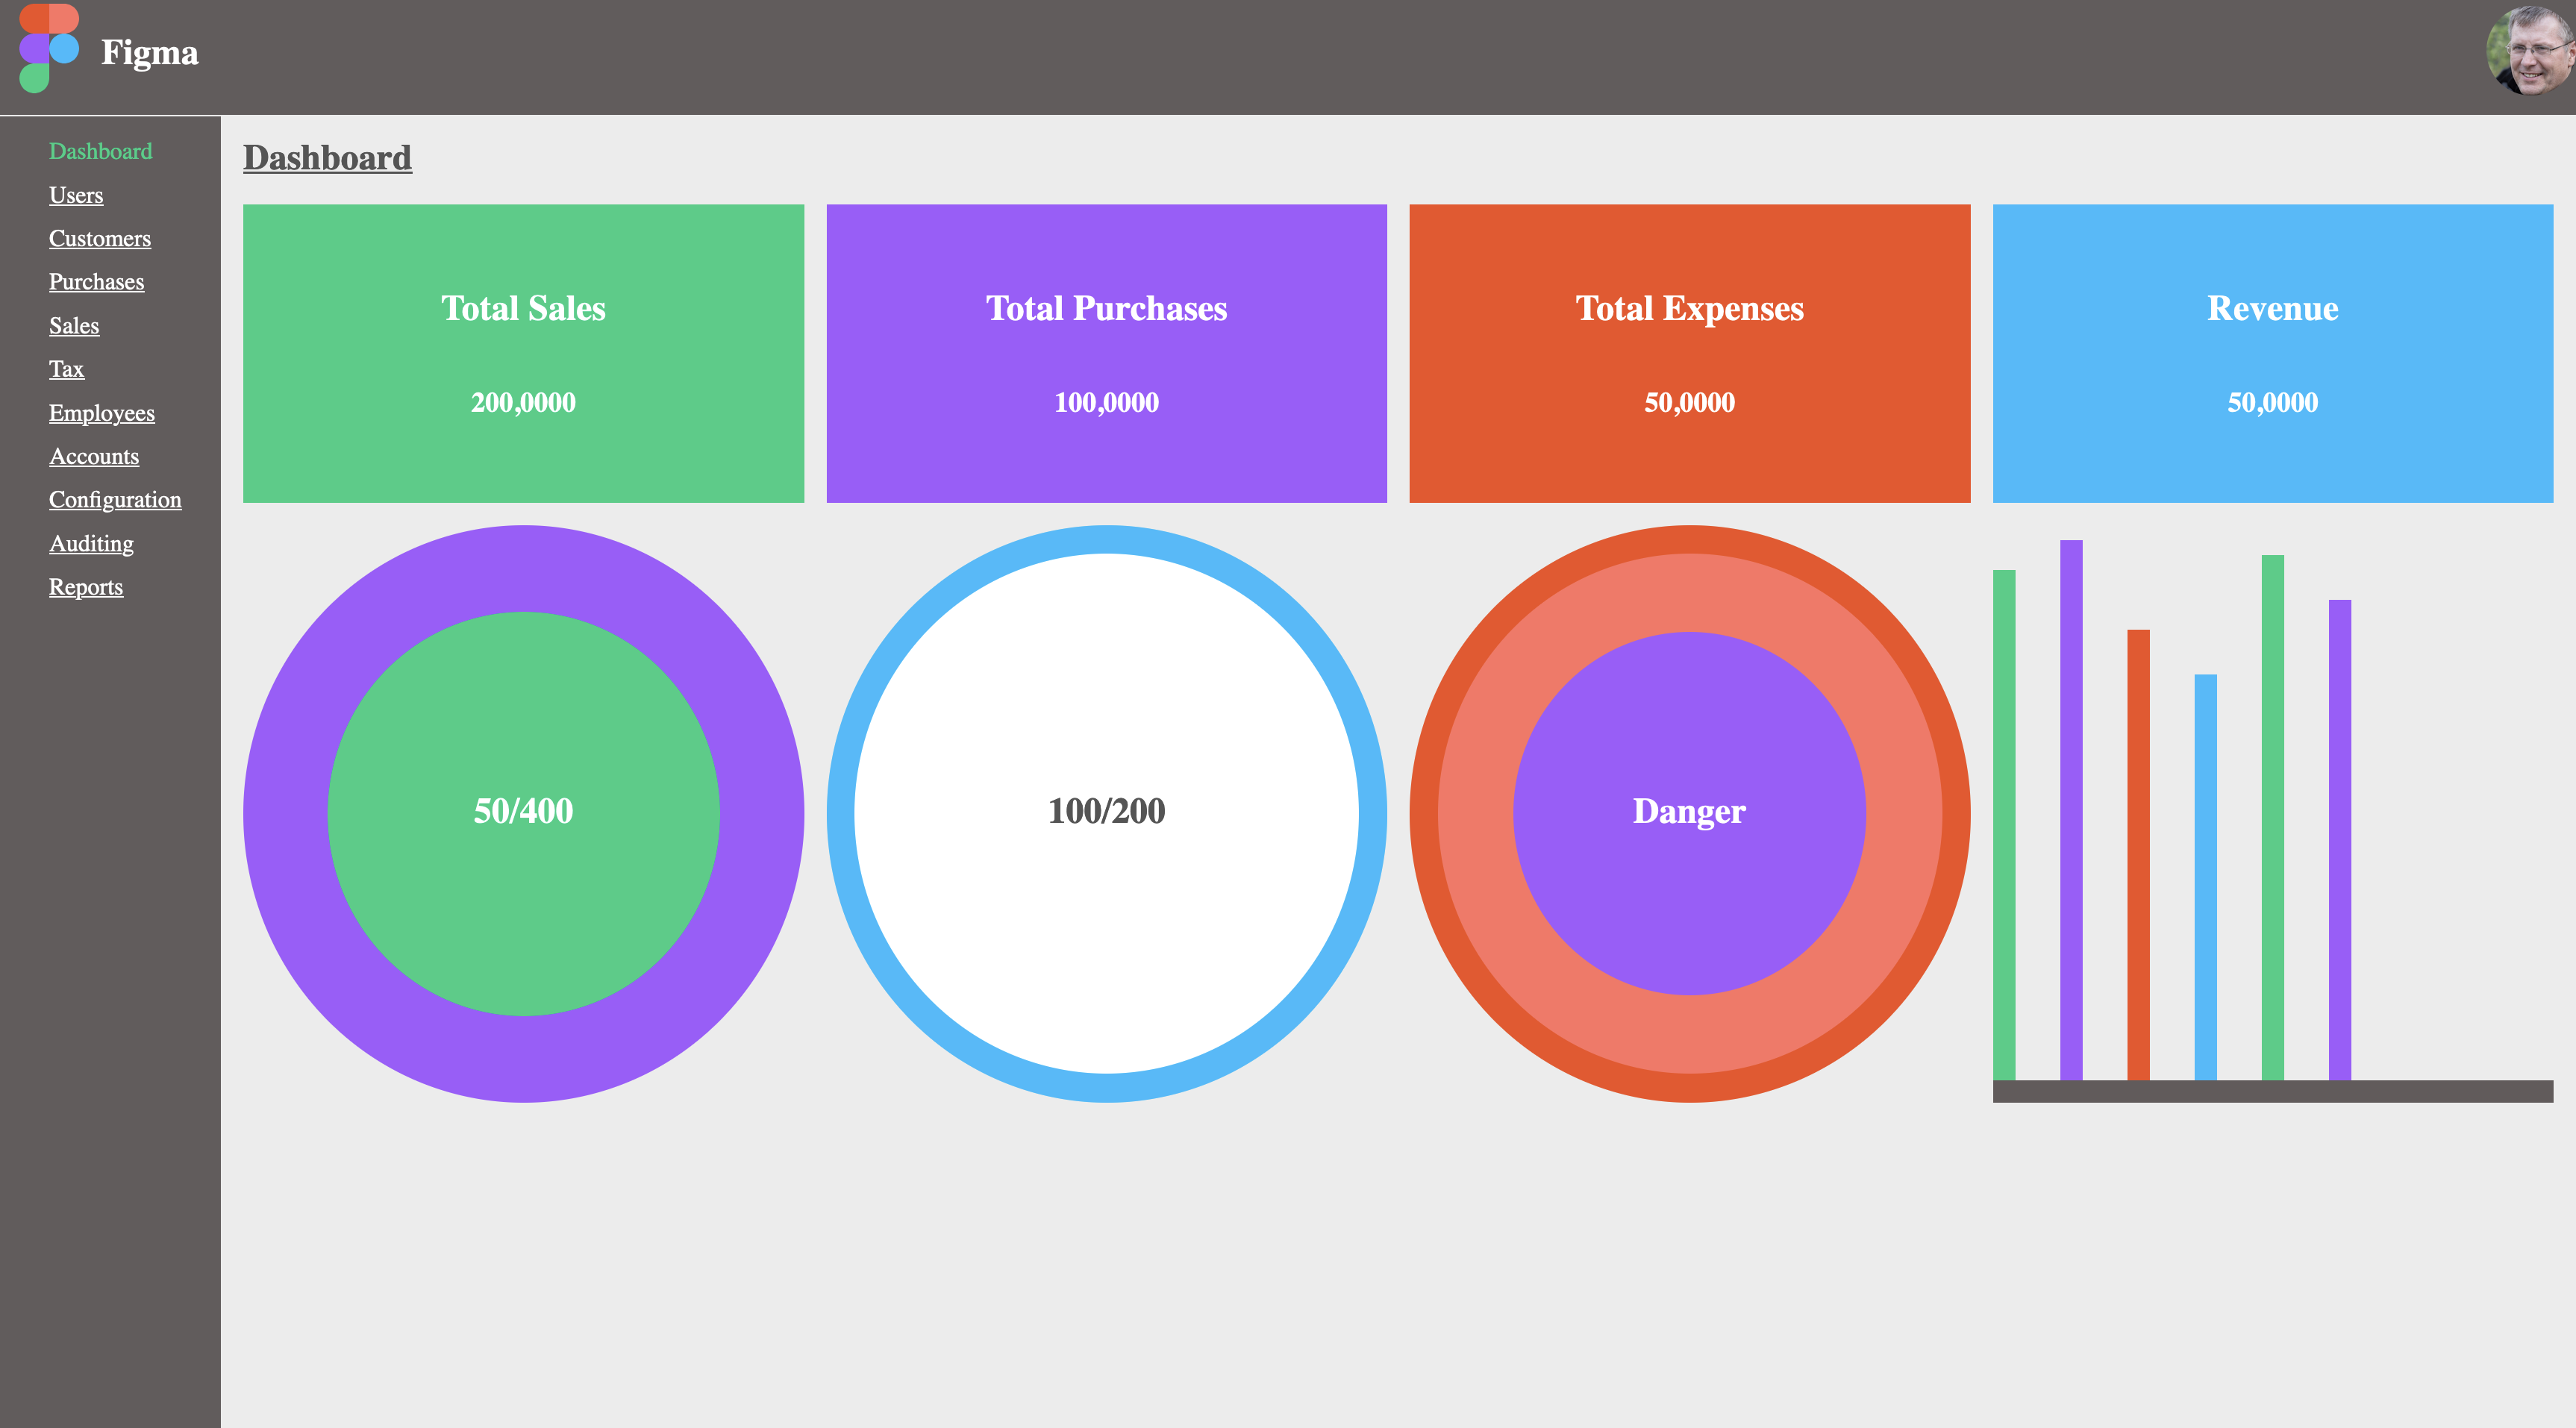 Figma
Dashboard
Users
Customers
Purchases
Sales
Tax
Employees
Accounts
Configuration
Auditing
Reports
Dashboard
Total Sales
200,0000
Total Purchases
100,0000
Total Expenses
50,0000
Revenue
50,0000
50/400
100/200
Danger